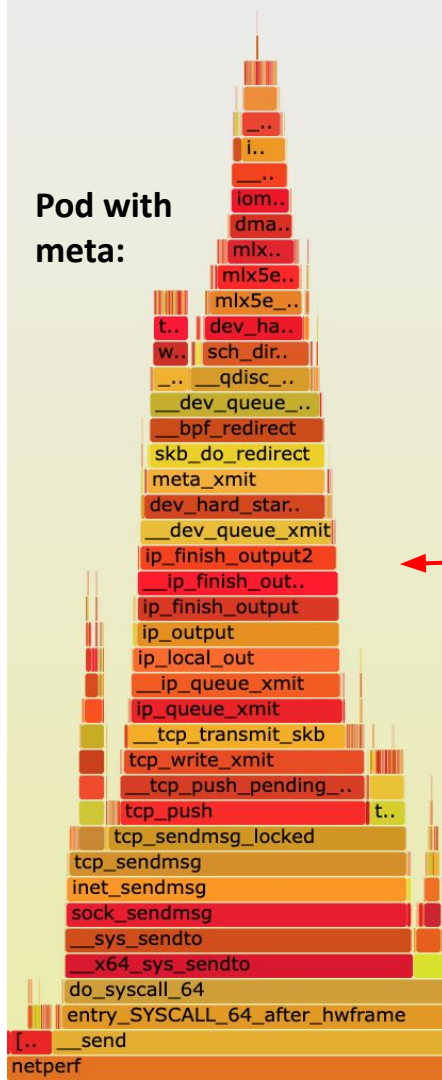 _..
i..
__..
iom..
dma..
Pod with
meta:
mlx..
mlx5e..
mlx5e_..
t.. dev_ha..
w.. sch_dir..
_.. __qdisc_..
__dev_queue_..
__bpf_redirect
skb_do_redirect
meta_xmit
dev_hard_star..
__dev_queue_xmit
ip_finish_output2
__ip_finish_out..
ip_finish_output
ip_output
ip_local_out
__ip_queue_xmit
ip_queue_xmit
__tcp_transmit_skb
tcp_write_xmit
__tcp_push_pending_..
tcp_push t..
tcp_sendmsg_locked
tcp_sendmsg
inet_sendmsg
sock_sendmsg
__sys_sendto
__x64_sys_sendto
do_syscall_64
entry_SYSCALL_64_after_hwframe
[.. __send
netperf